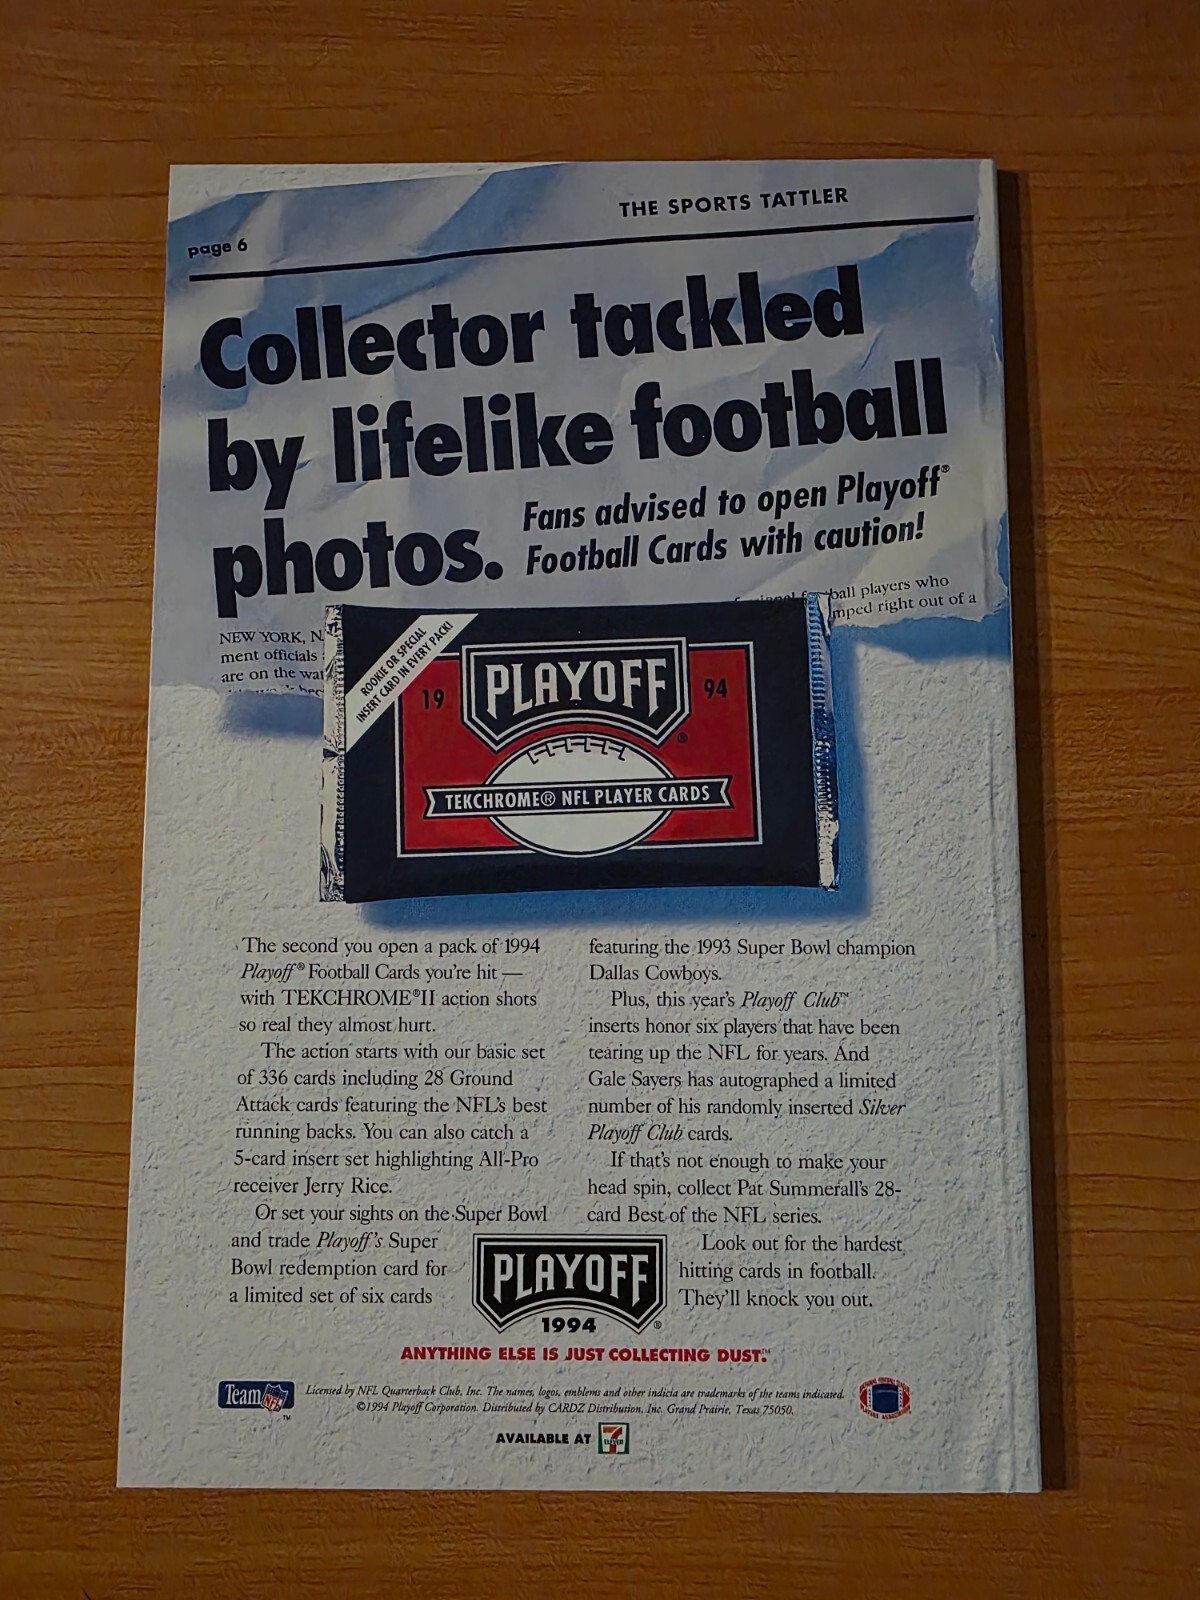 THE SPORTS TATTLER
page 6
Collector tackled
by lifelike football
photos.
Fans advised to open Playoff®
Football Cards with caution!
ball players who
mped right out of a
NEW YORK, N
ment officials
are on the wat
ROOKIE OR SPECIAL
INSERT CARD IN EVERY PACK!
19 PLAYOFF® 94
TEKCHROME® NFL PLAYER CARDS
The second you open a pack of 1994
Playoff® Football Cards you're hit —
with TEKCHROME®II action shots
so real they almost hurt.
The action starts with our basic set
of 336 cards including 28 Ground
Attack cards featuring the NFL's best
running backs. You can also catch a
5-card insert set highlighting All-Pro
receiver Jerry Rice.
Or set your sights on the Super Bowl
and trade Playoff's Super
Bowl redemption card for
a limited set of six cards
featuring the 1993 Super Bowl champion
Dallas Cowboys.
Plus, this year's Playoff Club™
inserts honor six players that have been
tearing up the NFL for years. And
Gale Sayers has autographed a limited
number of his randomly inserted Silver
Playoff Club cards.
If that's not enough to make your
head spin, collect Pat Summerall's 28-
card Best of the NFL series.
Look out for the hardest
hitting cards in football.
They'll knock you out.
PLAYOFF
1994®
ANYTHING ELSE IS JUST COLLECTING DUST.™
Team NFL™
Licensed by NFL Quarterback Club, Inc. The names, logos, emblems and other indicia are trademarks of the teams indicated.
©1994 Playoff Corporation. Distributed by CARDZ Distribution, Inc. Grand Prairie, Texas 75050.
AVAILABLE AT 7 ELEVEN